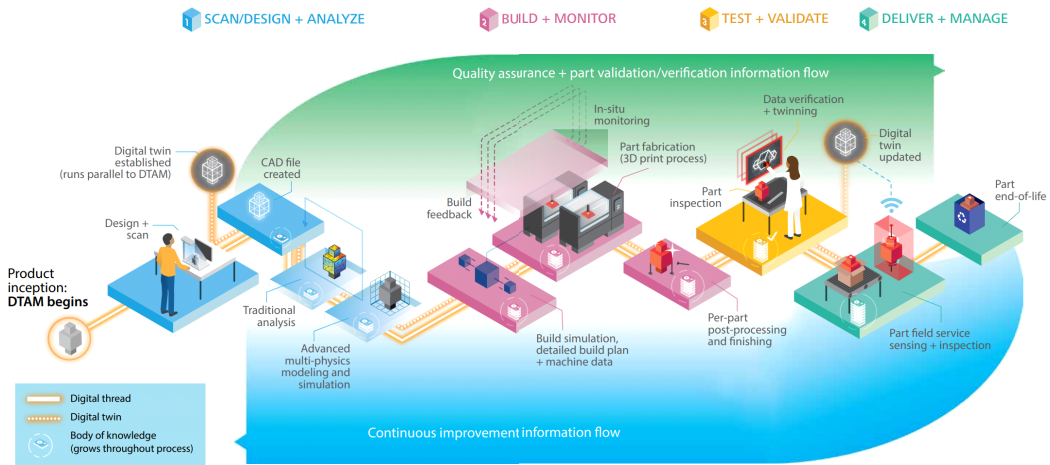 1 SCAN/DESIGN + ANALYZE
2 BUILD + MONITOR
3 TEST + VALIDATE
4 DELIVER + MANAGE
Quality assurance + part validation/verification information flow
Digital twin
established
(runs parallel to DTAM)
CAD file
created
Design +
scan
Product
inception:
DTAM begins
Traditional
analysis
Advanced
multi-physics
modeling and
simulation
Build
feedback
In-situ
monitoring
Part fabrication
(3D print process)
Build simulation,
detailed build plan
+ machine data
Per-part
post-processing
and finishing
Part
inspection
Data verification
+ twinning
Digital
twin
updated
Part field service
sensing + inspection
Part
end-of-life
Digital thread
Digital twin
Body of knowledge
(grows throughout process)
Continuous improvement information flow